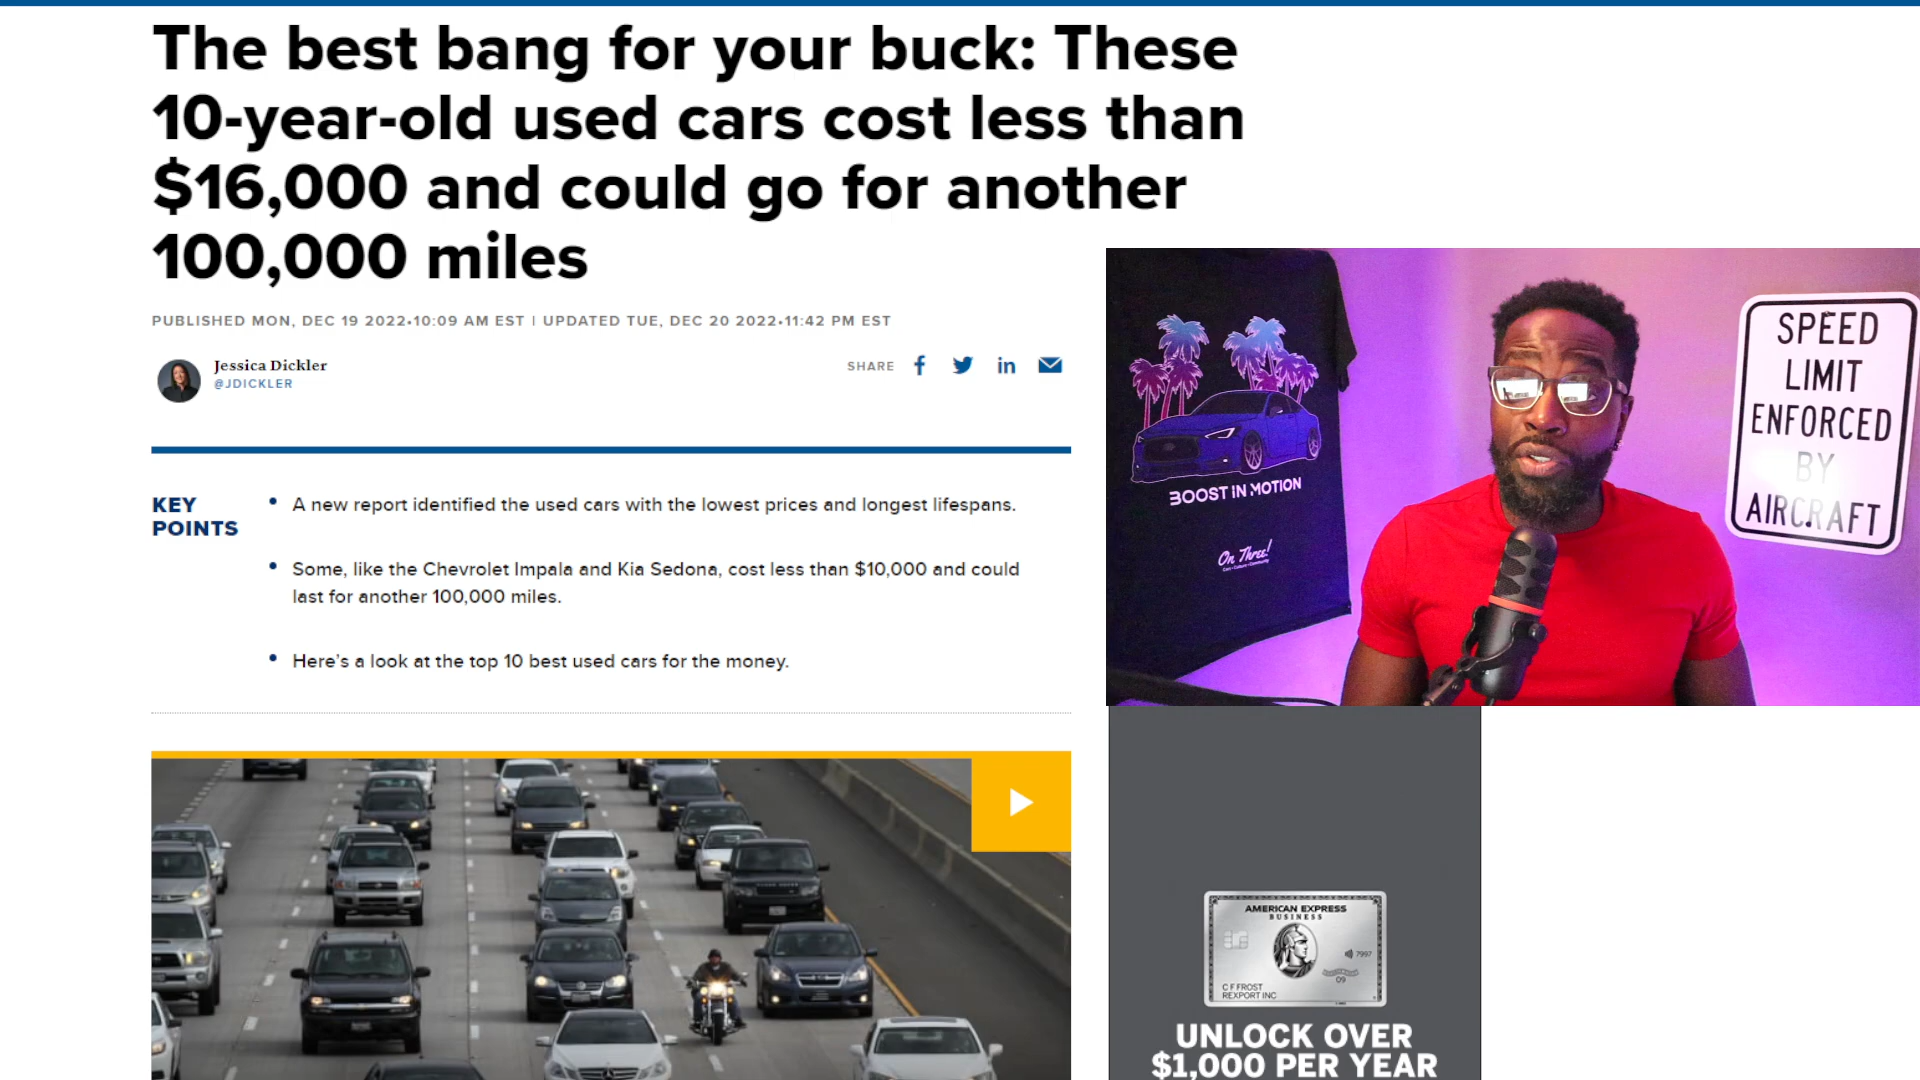 The best bang for your buck: These
10-year-old used cars cost less than
$16,000 and could go for another
100,000 miles
PUBLISHED MON, DEC 19 2022•10:09 AM EST | UPDATED TUE, DEC 20 2022•11:42 PM EST
Jessica Dickler
@JDICKLER
SHARE
KEY
POINTS
• A new report identified the used cars with the lowest prices and longest lifespans.
• Some, like the Chevrolet Impala and Kia Sedona, cost less than $10,000 and could
last for another 100,000 miles.
• Here's a look at the top 10 best used cars for the money.
BOOST IN MOTION
On Three!
SPEED
LIMIT
ENFORCED
BY
AIRCRAFT
AMERICAN EXPRESS
BUSINESS
7997
09
C F FROST
REXPORT INC
UNLOCK OVER
$1,000 PER YEAR